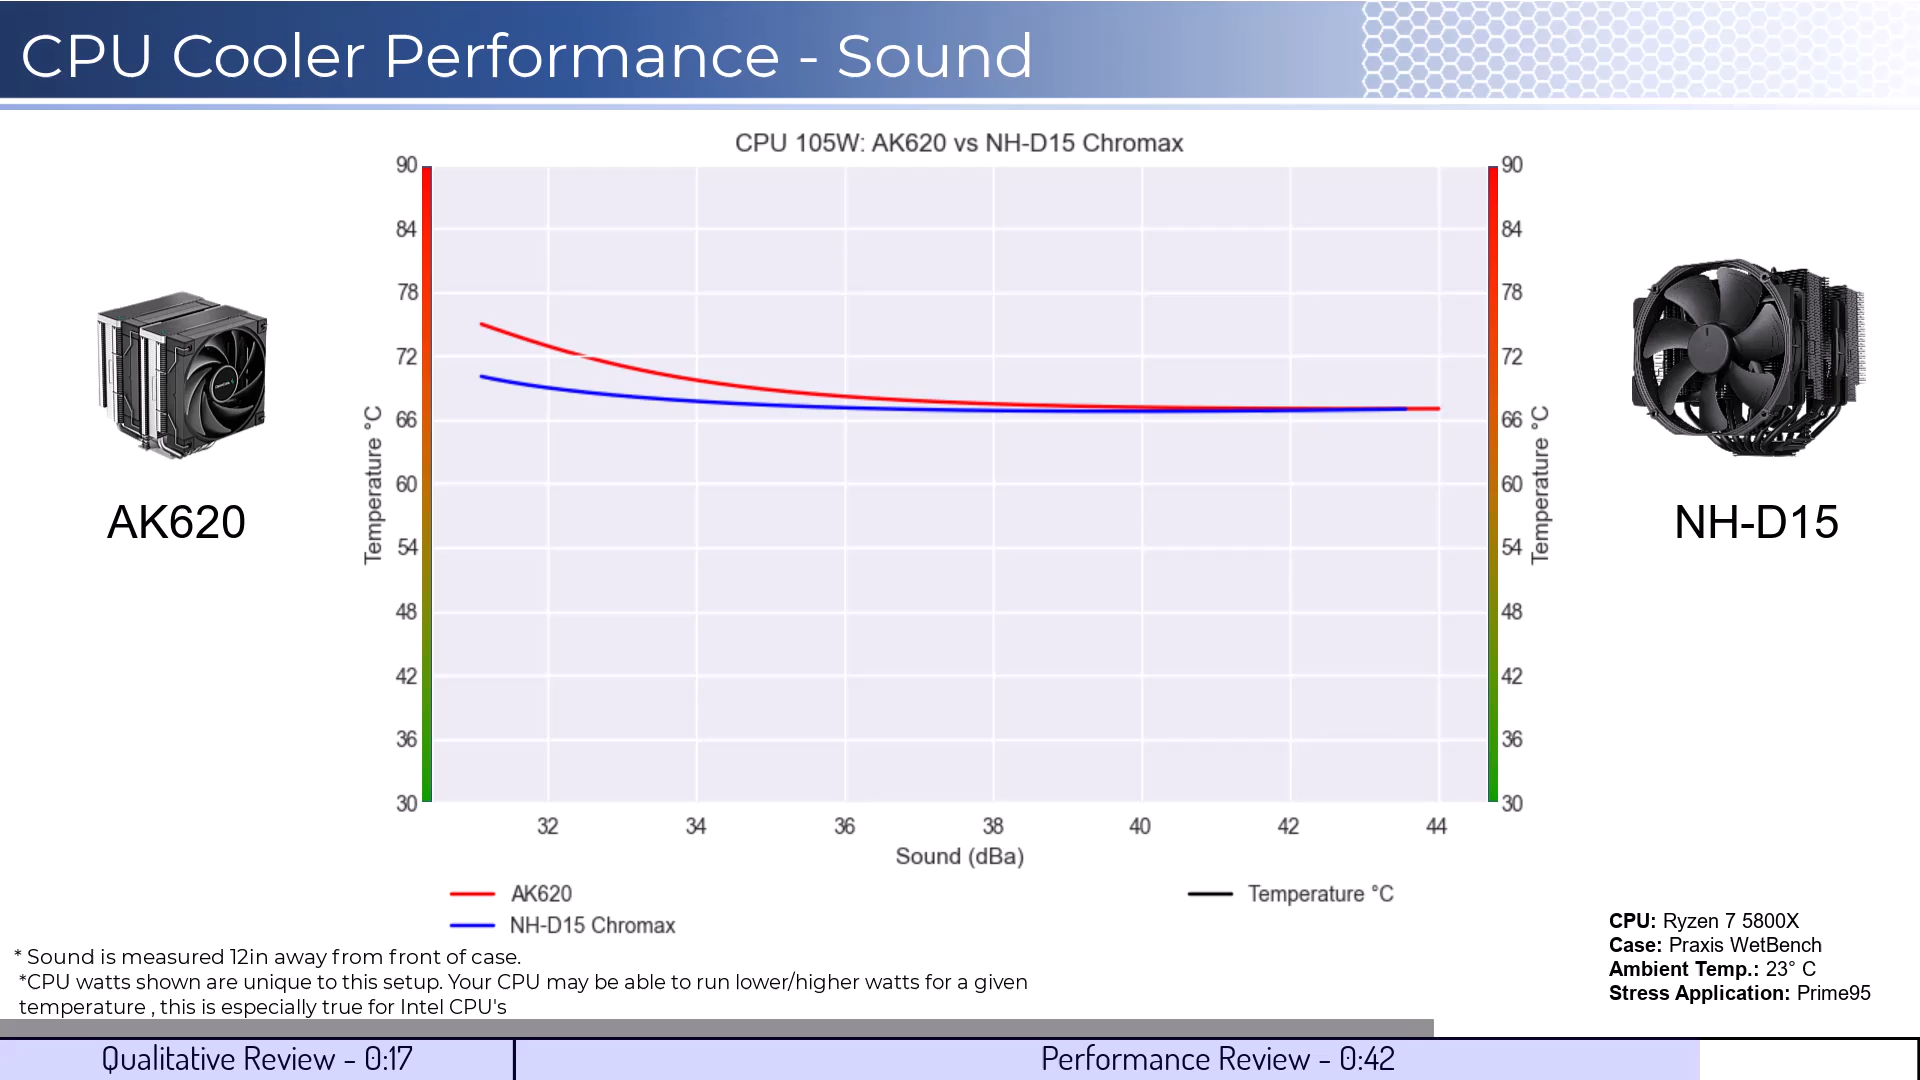 CPU Cooler Performance - Sound
CPU 105W: AK620 vs NH-D15 Chromax
90
84
78
72
66
60
54
48
42
36
30
Temperature °C
90
84
78
72
66
60
54
48
42
36
30
Temperature °C
32 34 36 38 40 42 44
Sound (dBa)
AK620
NH-D15
AK620
NH-D15 Chromax
Temperature °C
* Sound is measured 12in away from front of case.
*CPU watts shown are unique to this setup. Your CPU may be able to run lower/higher watts for a given
temperature , this is especially true for Intel CPU's
CPU: Ryzen 7 5800X
Case: Praxis WetBench
Ambient Temp.: 23° C
Stress Application: Prime95
Qualitative Review - 0:17
Performance Review - 0:42